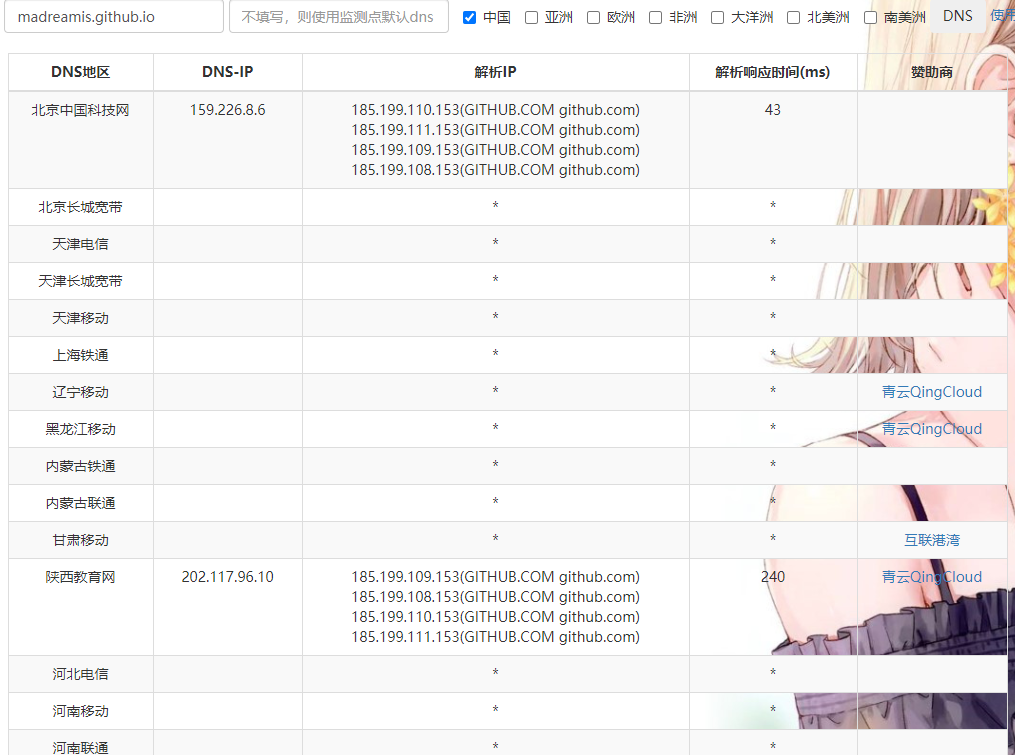 madreamis.github.io 不填写，则使用监测点默认dns 中国 亚洲 欧洲 非洲 大洋洲 北美洲 南美洲 DNS 使用
DNS地区 DNS-IP 解析IP 解析响应时间(ms) 赞助商
北京中国科技网 159.226.8.6 185.199.110.153(GITHUB.COM github.com) 43
185.199.111.153(GITHUB.COM github.com)
185.199.109.153(GITHUB.COM github.com)
185.199.108.153(GITHUB.COM github.com)
北京长城宽带 * *
天津电信 * *
天津长城宽带 * *
天津移动 * *
上海铁通 * *
辽宁移动 * * 青云QingCloud
黑龙江移动 * * 青云QingCloud
内蒙古铁通 * *
内蒙古联通 * *
甘肃移动 * * 互联港湾
陕西教育网 202.117.96.10 185.199.109.153(GITHUB.COM github.com) 240 青云QingCloud
185.199.108.153(GITHUB.COM github.com)
185.199.110.153(GITHUB.COM github.com)
185.199.111.153(GITHUB.COM github.com)
河北电信 * *
河南移动 * *
河南联通 * *